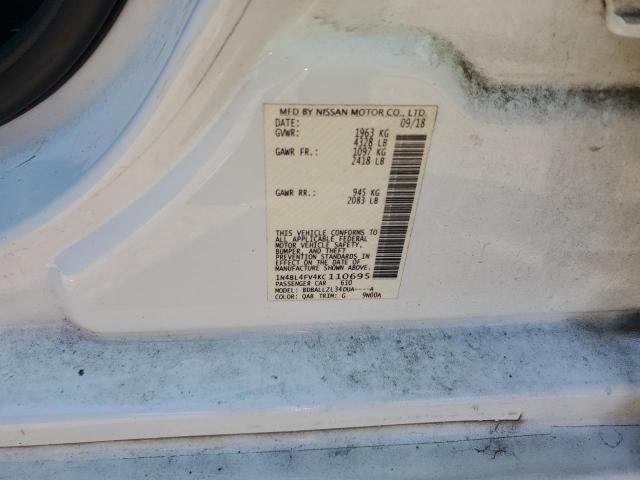 MFD BY NISSAN MOTOR CO., LTD.
DATE: 09/18
GVWR: 1963 KG
4328 LB
GAWR FR.: 1097 KG
2418 LB
GAWR RR.: 945 KG
2083 LB
THIS VEHICLE CONFORMS TO
ALL APPLICABLE FEDERAL
MOTOR VEHICLE SAFETY,
BUMPER, AND THEFT
PREVENTION STANDARDS
IN EFFECT ON THE DATE OF
MANUFACTURE SHOWN ABOVE.
1N4BL4FV4KC110695
PASSENGER CAR 610
MODEL: BDBALLZL34DUA----A
COLOR: QAB TRIM: G 9N00A